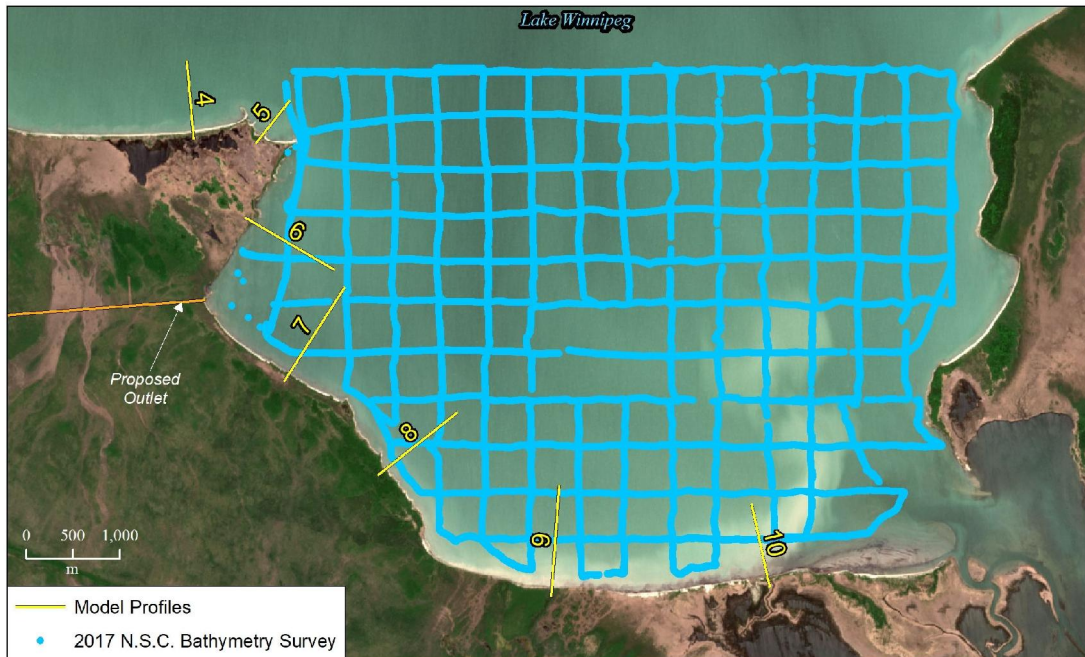 Lake Winnipeg
4
5
6
7
Proposed
Outlet
8
9
10
0 500 1,000
m
Model Profiles
2017 N.S.C. Bathymetry Survey